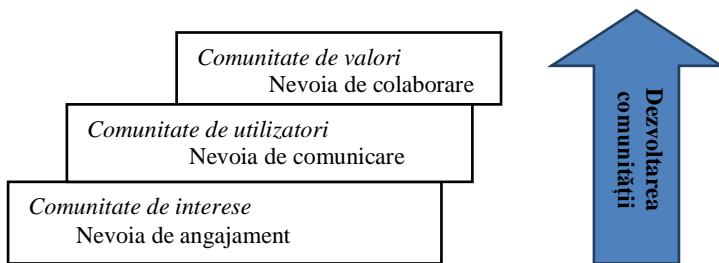 Comunitate de valori
Nevoia de colaborare
Comunitate de utilizatori
Nevoia de comunicare
Comunitate de interese
Nevoia de angajament
Dezvoltarea
comunității